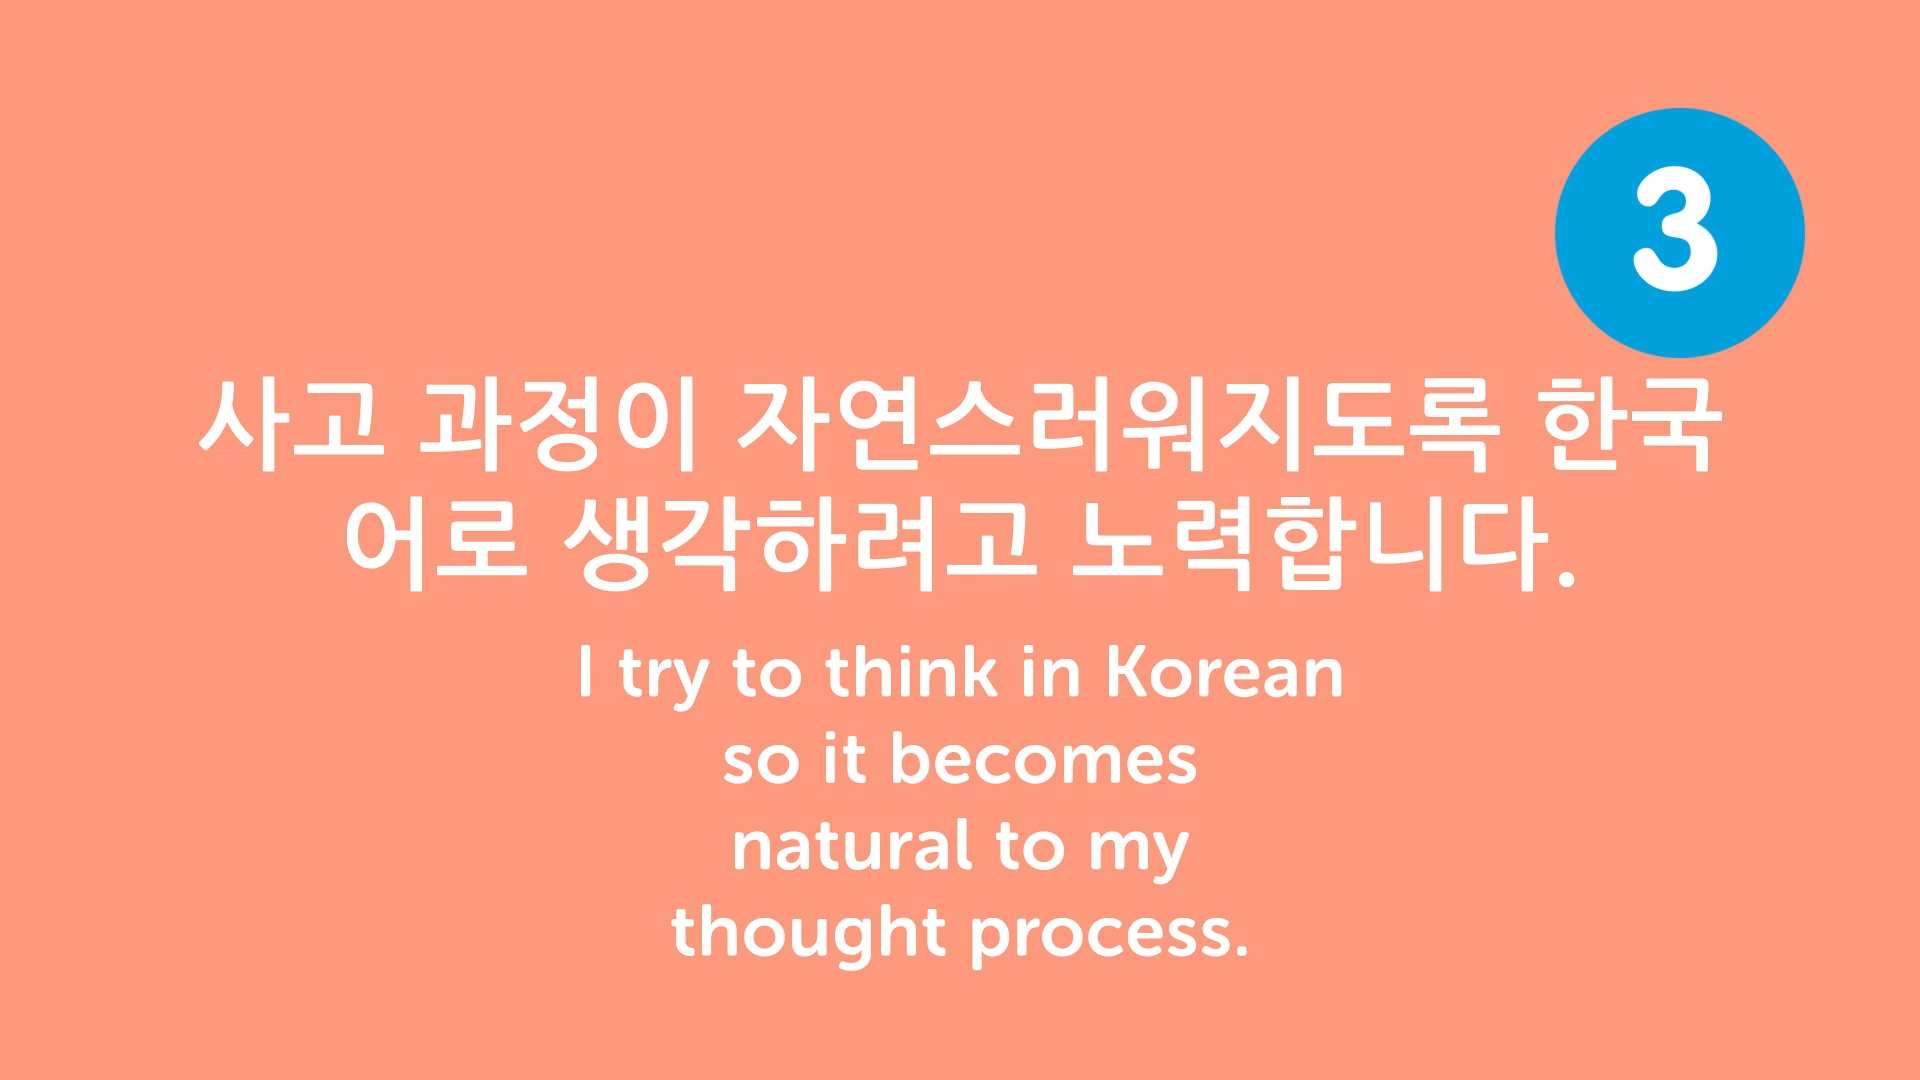 3
사고 과정이 자연스러워지도록 한국
어로 생각하려고 노력합니다.
I try to think in Korean
so it becomes
natural to my
thought process.